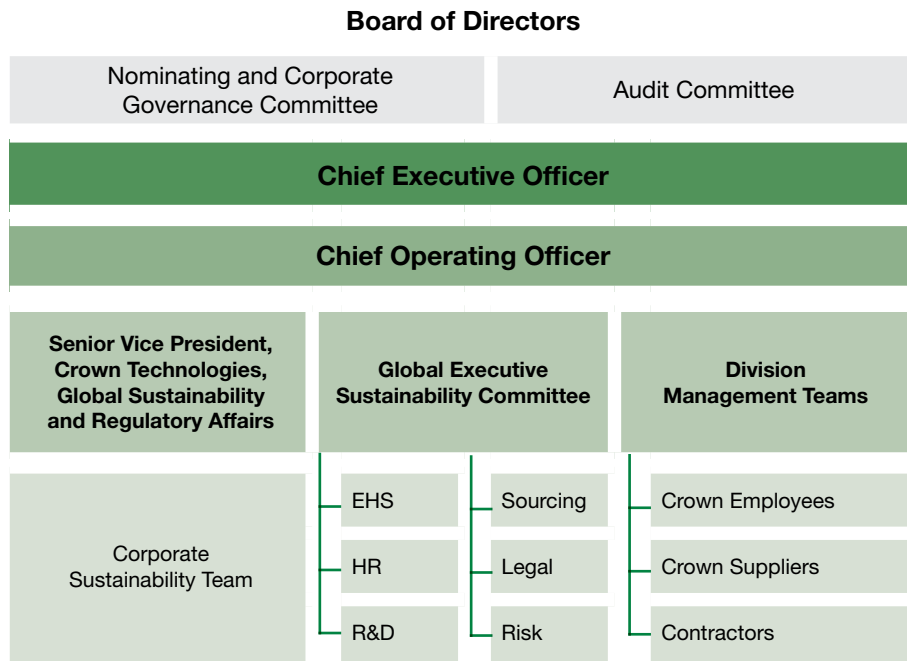 Board of Directors
Nominating and Corporate
Governance Committee
Audit Committee
Chief Executive Officer
Chief Operating Officer
Senior Vice President,
Crown Technologies,
Global Sustainability
and Regulatory Affairs
Global Executive
Sustainability Committee
Division
Management Teams
Corporate
Sustainability Team
EHS
HR
R&D
Sourcing
Legal
Risk
Crown Employees
Crown Suppliers
Contractors